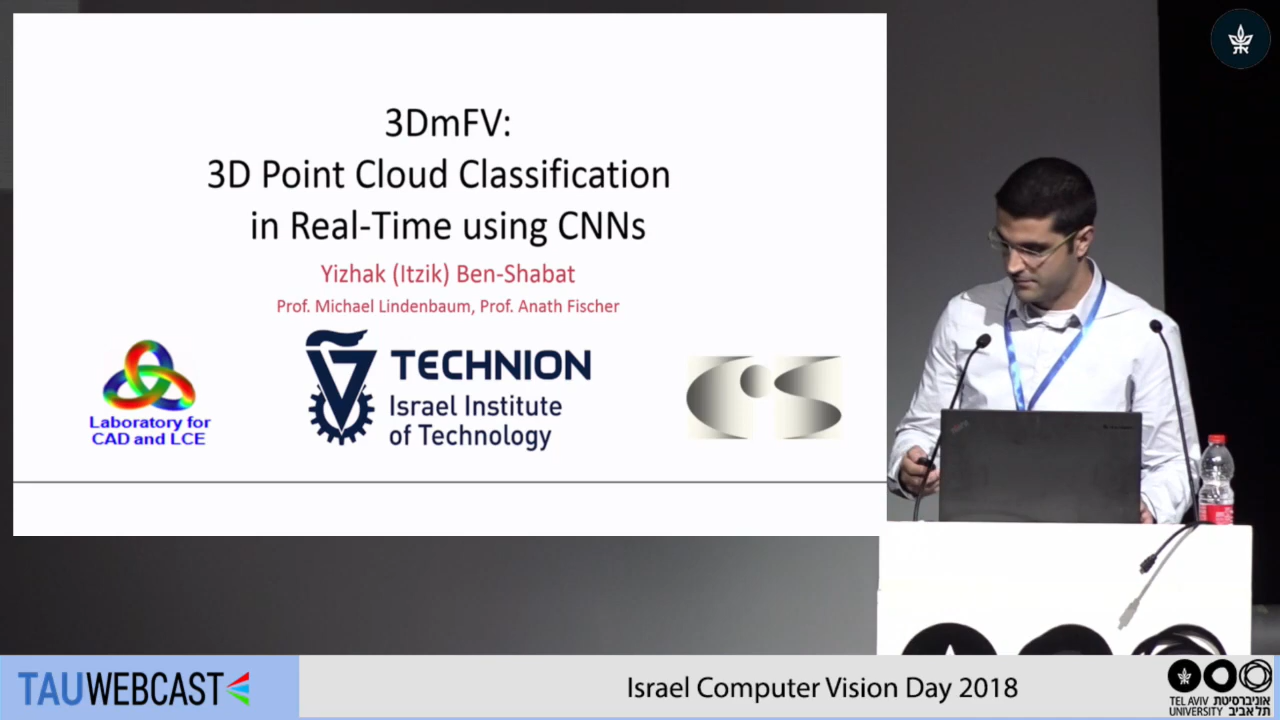 3DmFV:
3D Point Cloud Classification
in Real-Time using CNNs
Yizhak (Itzik) Ben-Shabat
Prof. Michael Lindenbaum, Prof. Anath Fischer
Laboratory for
CAD and LCE
TECHNION
Israel Institute
of Technology
CIS
TAUWEBCAST
Israel Computer Vision Day 2018
TEL AVIV אוניברסיטת
UNIVERSITY תל אביב